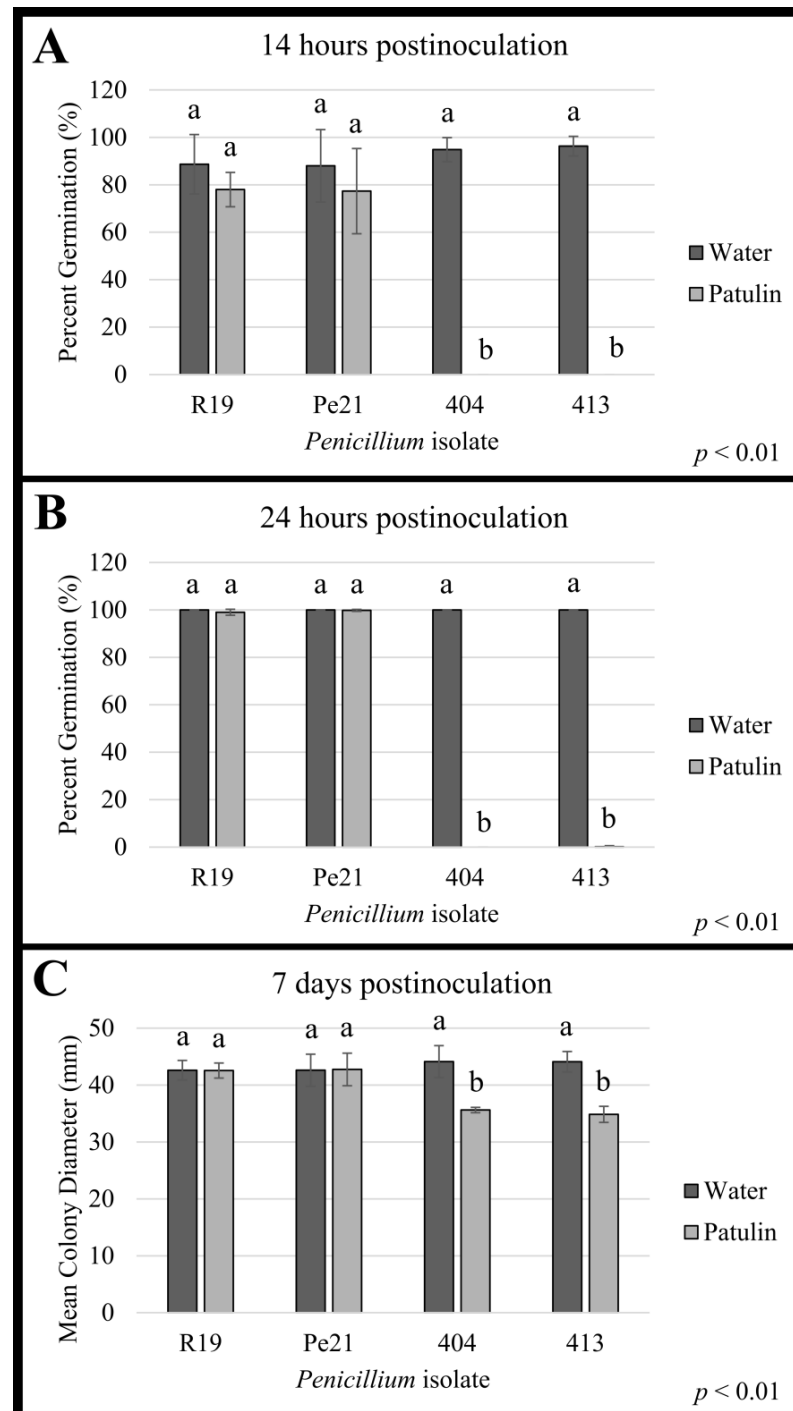 A
14 hours postinoculation
120
100
80
60
40
20
0
Percent Germination (%)
a
a
a
a
a
b
a
b
Water
Patulin
R19 Pe21 404 413
Penicillium isolate
p < 0.01
B
24 hours postinoculation
120
100
80
60
40
20
0
Percent Germination (%)
a a a a a b a b
Water
Patulin
R19 Pe21 404 413
Penicillium isolate
p < 0.01
C
7 days postinoculation
50
40
30
20
10
0
Mean Colony Diameter (mm)
a a a a a b a b
Water
Patulin
R19 Pe21 404 413
Penicillium isolate
p < 0.01